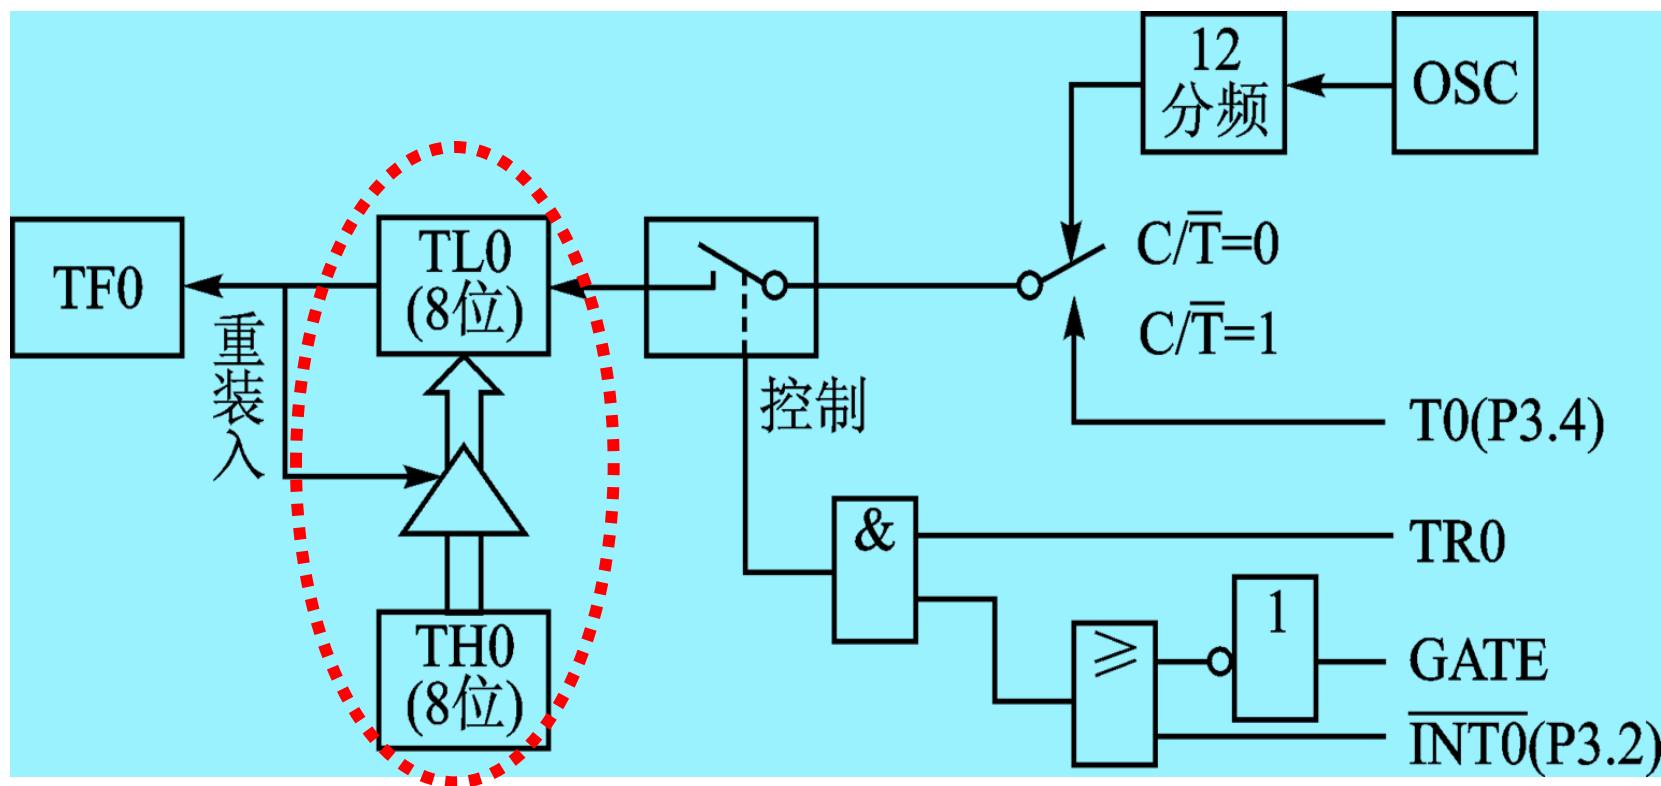 12
分频
OSC
TF0
TL0
(8位)
C/T̅=0
C/T̅=1
重装入
控制
T0(P3.4)
&
TR0
TH0
(8位)
≥
1
GATE
I̅N̅T̅0̅(P3.2)